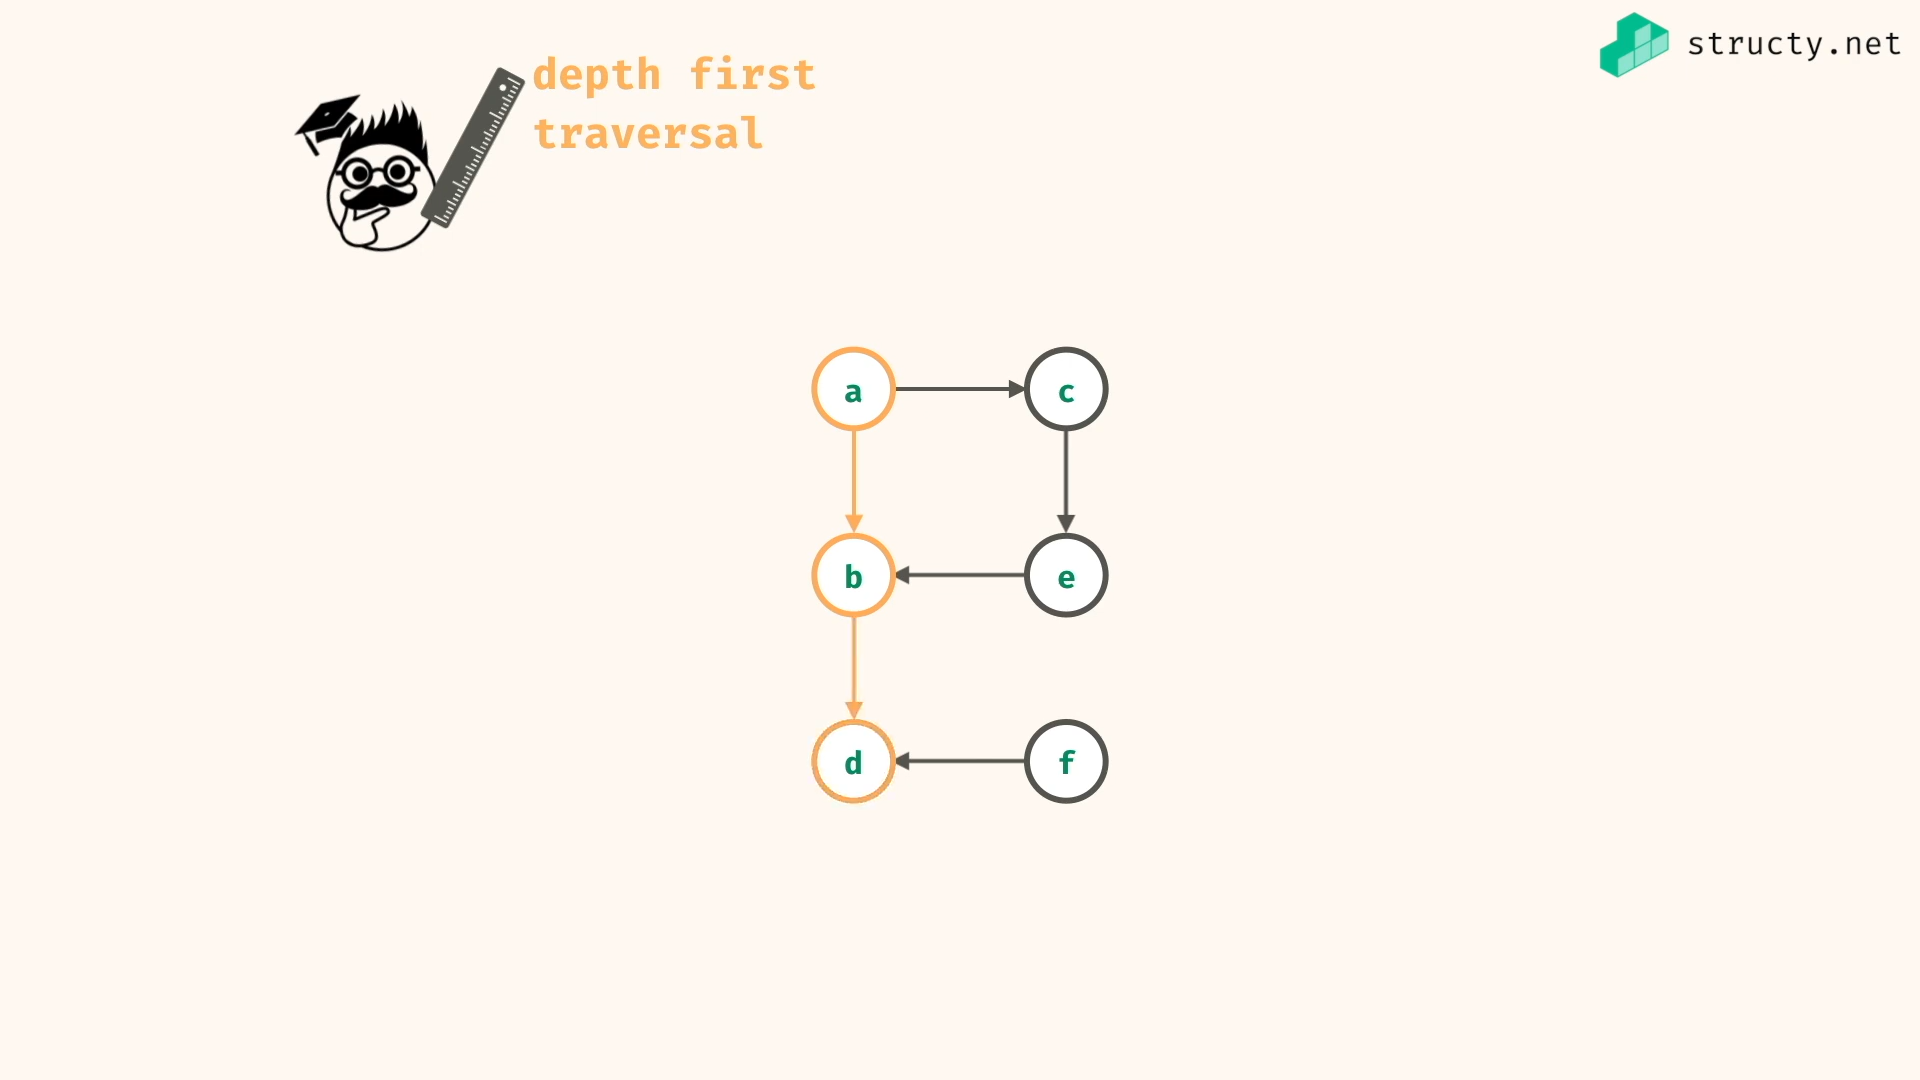 depth first
traversal
structy.net
a
c
b
e
d
f